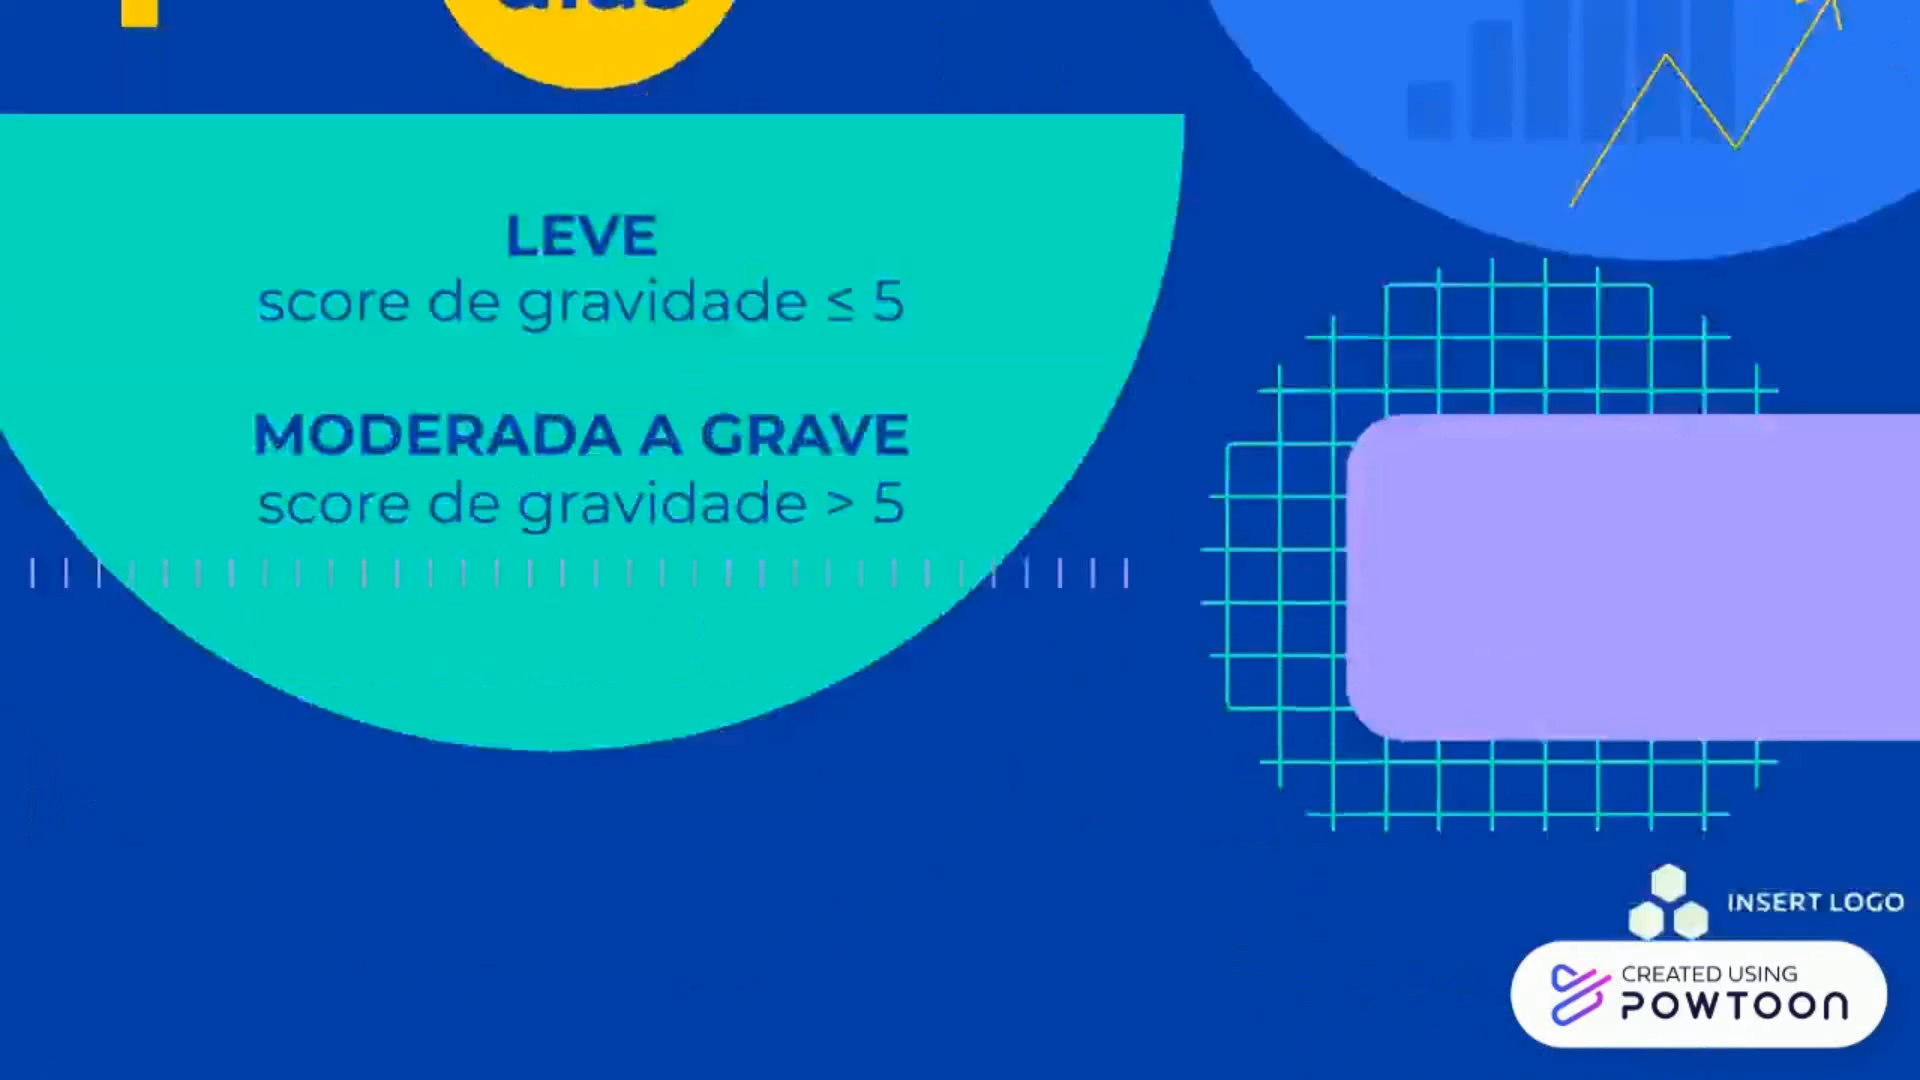 LEVE
score de gravidade ≤ 5
MODERADA A GRAVE
score de gravidade > 5
INSERT LOGO
CREATED USING
POWTOON